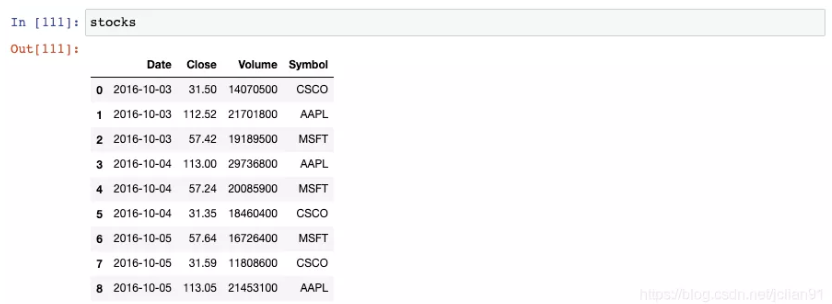 In [111]: stocks
Out[111]:
Date Close Volume Symbol
0 2016-10-03 31.50 14070500 CSCO
1 2016-10-03 112.52 21701800 AAPL
2 2016-10-03 57.42 19189500 MSFT
3 2016-10-04 113.00 29736800 AAPL
4 2016-10-04 57.24 20085900 MSFT
5 2016-10-04 31.35 18460400 CSCO
6 2016-10-05 57.64 16726400 MSFT
7 2016-10-05 31.59 11808600 CSCO
8 2016-10-05 113.05 21453100 AAPL
https://blog.csdn.net/jclian91